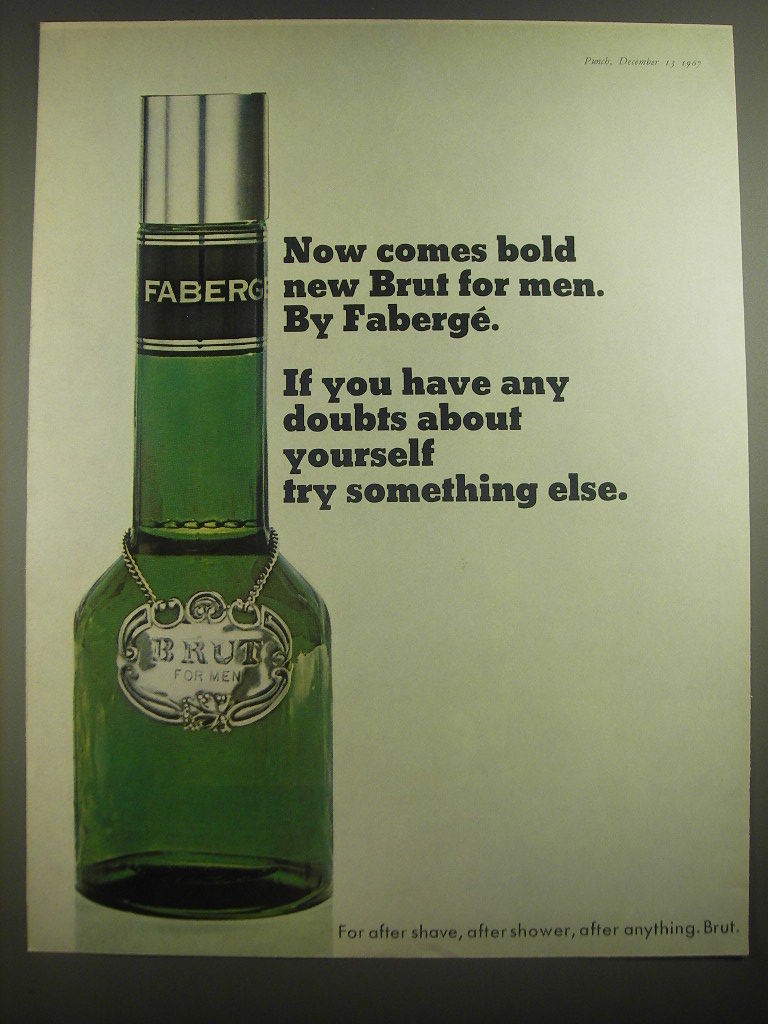 Punch, December 13 1967
FABERGÉ
Now comes bold
new Brut for men.
By Fabergé.
If you have any
doubts about
yourself
try something else.
BRUT
FOR MEN
For after shave, after shower, after anything. Brut.